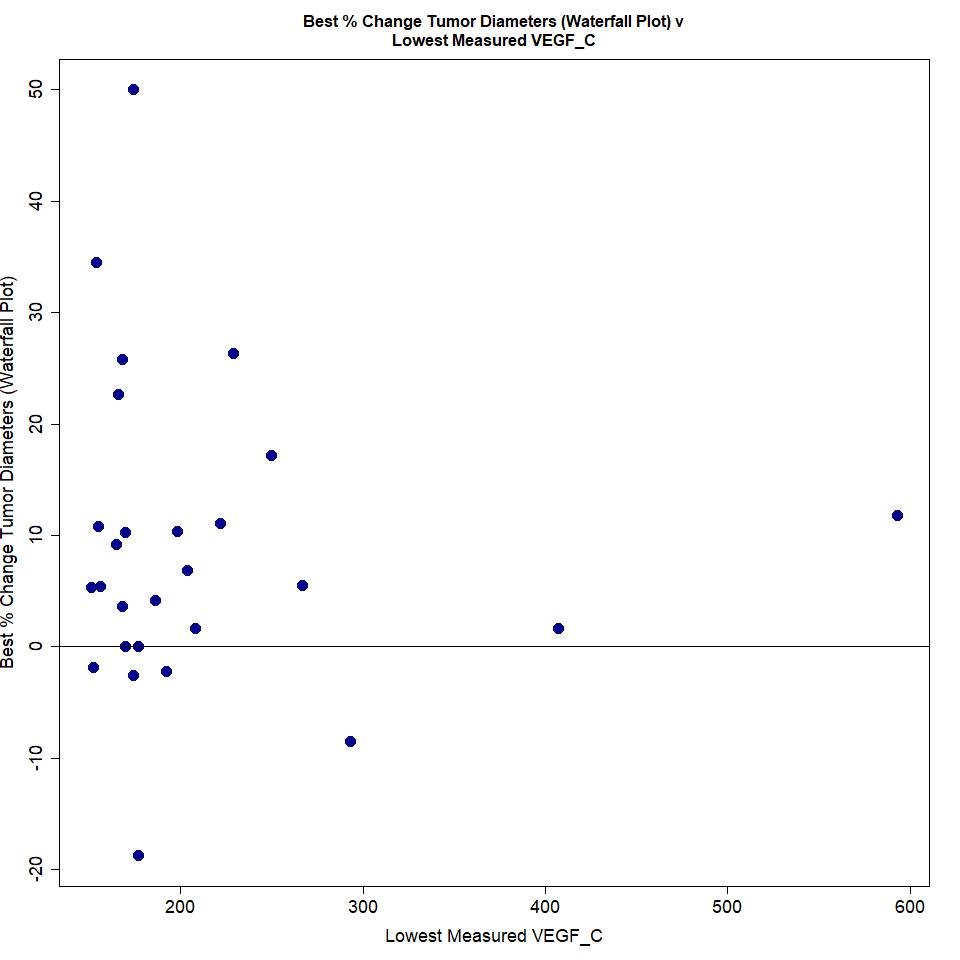 Best % Change Tumor Diameters (Waterfall Plot) v
Lowest Measured VEGF_C
Best % Change Tumor Diameters (Waterfall Plot)
50
40
30
20
10
0
-10
-20
200 300 400 500 600
Lowest Measured VEGF_C